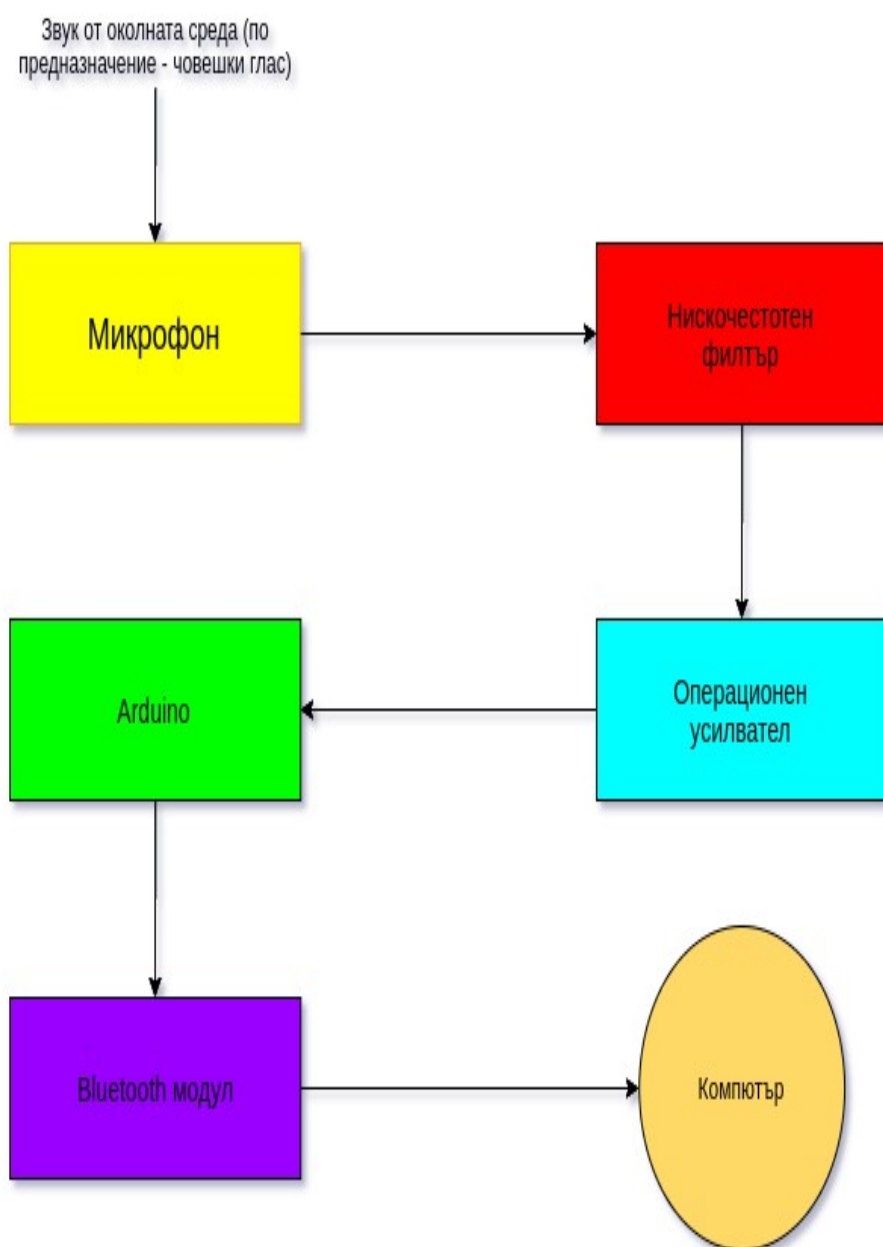 Звук от околната среда (по
предназначение - човешки глас)
Микрофон
Нискочестотен
филтър
Операционен
усилвател
Arduino
Bluetooth модул
Компютър